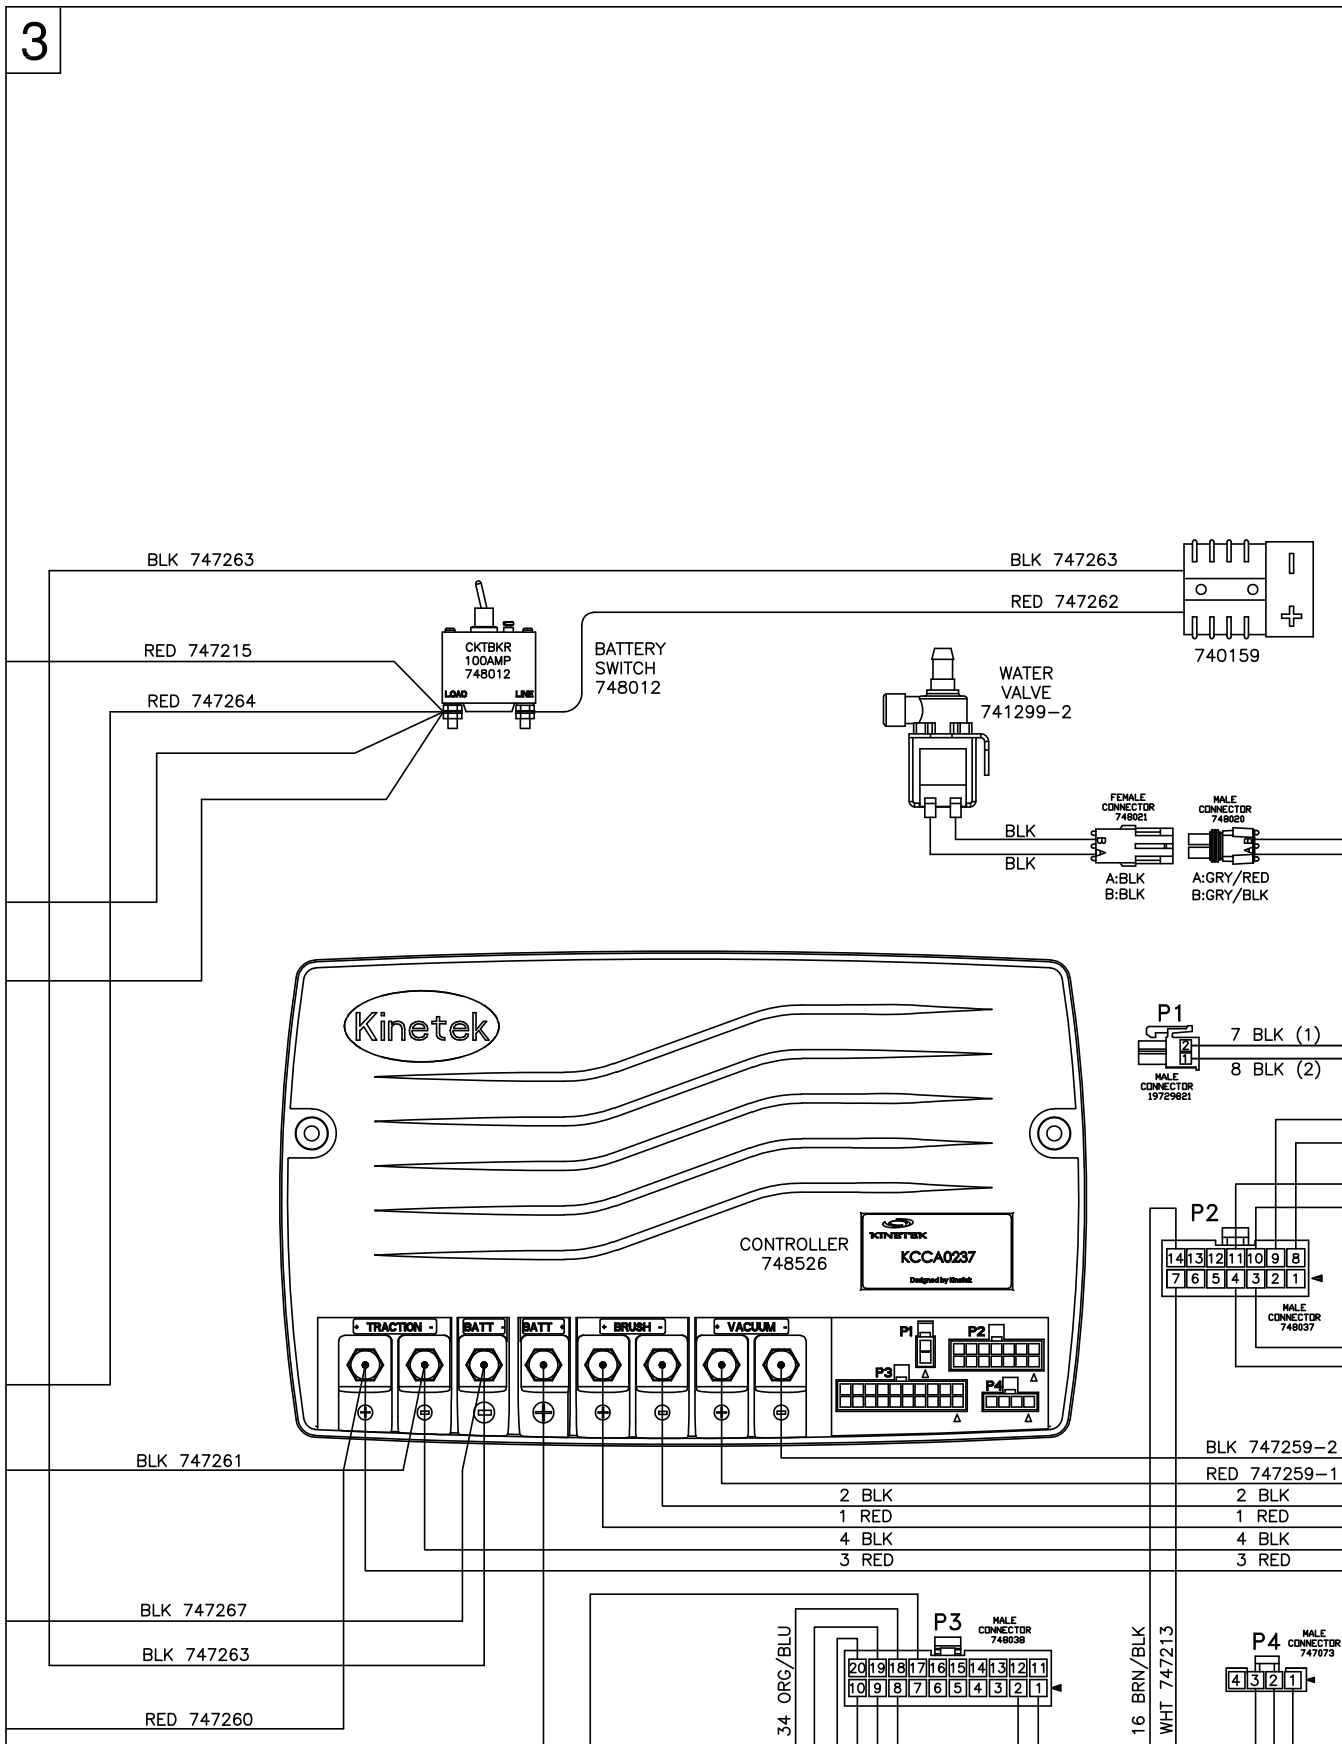 3
BLK 747263
BLK 747263
RED 747262
-
+
740159
RED 747215
RED 747264
CKTBKR
100AMP
748012
LOAD
LINE
BATTERY
SWITCH
748012
WATER
VALVE
741299-2
BLK
BLK
FEMALE
CONNECTOR
748021
B
A
A:BLK
B:BLK
MALE
CONNECTOR
748020
B
A
A:GRY/RED
B:GRY/BLK
Kinetek
P1
2
1
7 BLK (1)
8 BLK (2)
MALE
CONNECTOR
19729821
P2
14 13 12 11 10 9 8
7 6 5 4 3 2 1
MALE
CONNECTOR
748037
CONTROLLER
748526
KINETEK
KCCA0237
Designed by Kinetek
+ TRACTION -
BATT -
BATT +
+ BRUSH -
+ VACUUM -
P1
P2
P3
P4
BLK 747261
BLK 747259-2
RED 747259-1
2 BLK
2 BLK
1 RED
1 RED
4 BLK
4 BLK
3 RED
3 RED
BLK 747267
BLK 747263
RED 747260
34 ORG/BLU
P3
MALE
CONNECTOR
748038
20 19 18 17 16 15 14 13 12 11
10 9 8 7 6 5 4 3 2 1
16 BRN/BLK
WHT 747213
P4
MALE
CONNECTOR
747073
4 3 2 1